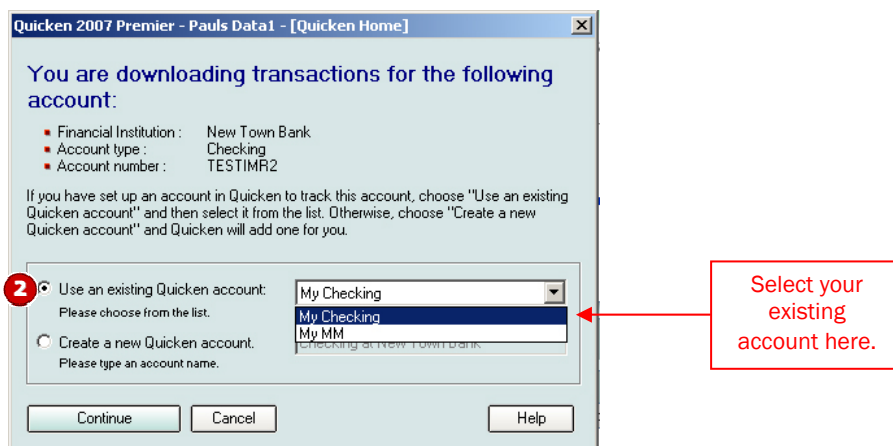 Quicken 2007 Premier - Pauls Data1 - [Quicken Home]
You are downloading transactions for the following
account:
Financial Institution : New Town Bank
Account type : Checking
Account number : TESTIMR2
If you have set up an account in Quicken to track this account, choose "Use an existing
Quicken account" and then select it from the list. Otherwise, choose "Create a new
Quicken account" and Quicken will add one for you.
2 Use an existing Quicken account: My Checking
Please choose from the list.
My Checking
My MM
Create a new Quicken account. Checking at New Town Bank
Please type an account name.
Continue Cancel Help
Select your
existing
account here.